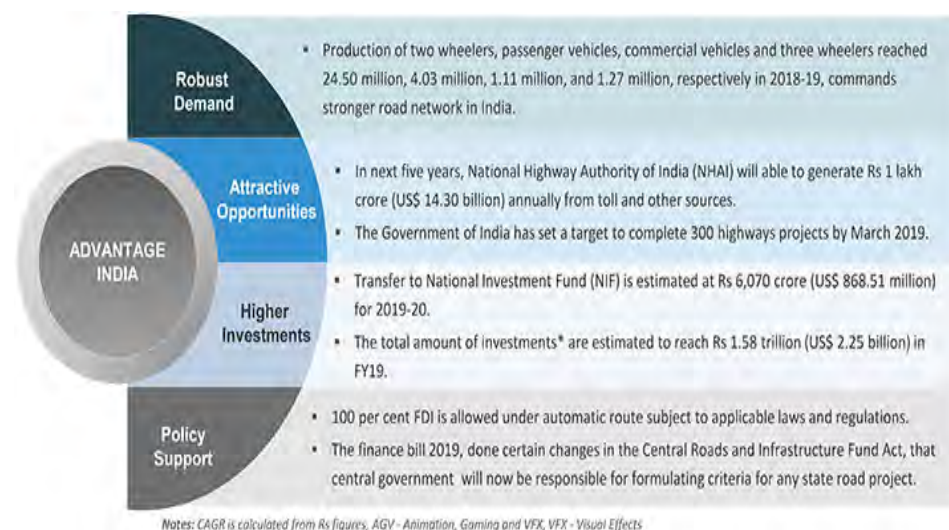 ADVANTAGE
INDIA
Robust
Demand
▪ Production of two wheelers, passenger vehicles, commercial vehicles and three wheelers reached
24.50 million, 4.03 million, 1.11 million, and 1.27 million, respectively in 2018-19, commands
stronger road network in India.
Attractive
Opportunities
▪ In next five years, National Highway Authority of India (NHAI) will able to generate Rs 1 lakh
crore (US$ 14.30 billion) annually from toll and other sources.
▪ The Government of India has set a target to complete 300 highways projects by March 2019.
Higher
Investments
▪ Transfer to National Investment Fund (NIF) is estimated at Rs 6,070 crore (US$ 868.51 million)
for 2019-20.
▪ The total amount of investments* are estimated to reach Rs 1.58 trillion (US$ 2.25 billion) in
FY19.
Policy
Support
▪ 100 per cent FDI is allowed under automatic route subject to applicable laws and regulations.
▪ The finance bill 2019, done certain changes in the Central Roads and Infrastructure Fund Act, that
central government will now be responsible for formulating criteria for any state road project.
Notes: CAGR is calculated from Rs figures, AGV - Animation, Gaming and VFX, VFX - Visual Effects